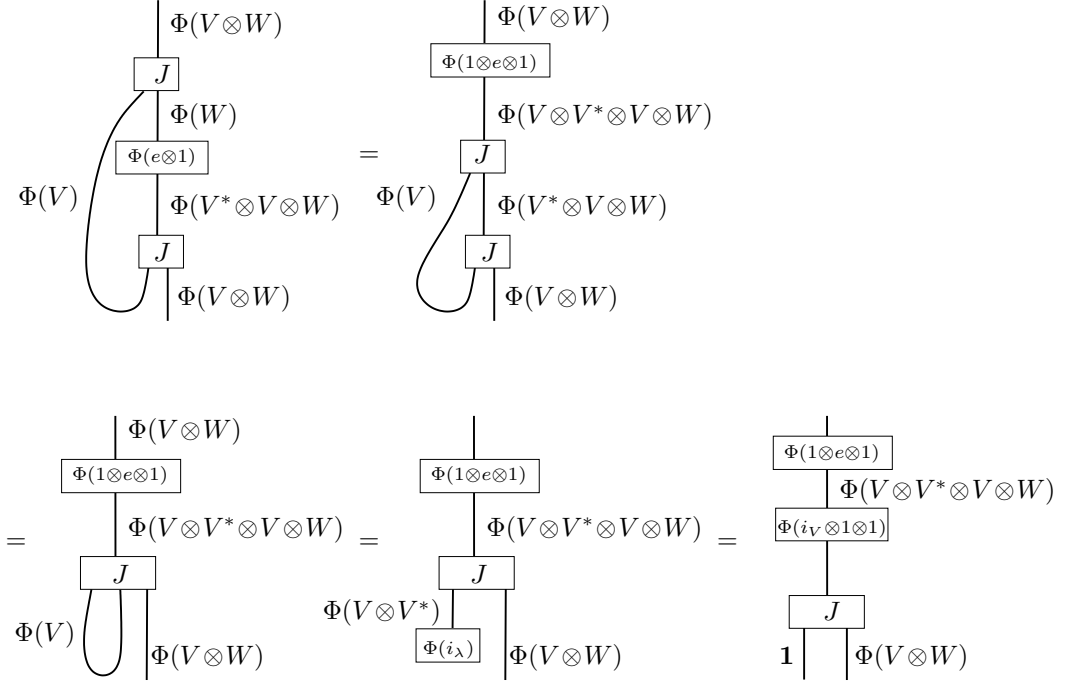 Φ(V⊗W) Φ(V⊗W)
J Φ(1⊗e⊗1)
Φ(W) Φ(V⊗V*⊗V⊗W)
Φ(e⊗1) = J
Φ(V) Φ(V*⊗V⊗W) Φ(V) Φ(V*⊗V⊗W)
J J
Φ(V⊗W) Φ(V⊗W)
Φ(V⊗W) Φ(1⊗e⊗1)
Φ(1⊗e⊗1) Φ(1⊗e⊗1) Φ(V⊗V*⊗V⊗W)
= Φ(V⊗V*⊗V⊗W) = Φ(V⊗V*⊗V⊗W) = Φ(i_V⊗1⊗1)
J J
Φ(V⊗V*) J
Φ(V) Φ(i_λ)
Φ(V⊗W) Φ(V⊗W) 1 Φ(V⊗W)